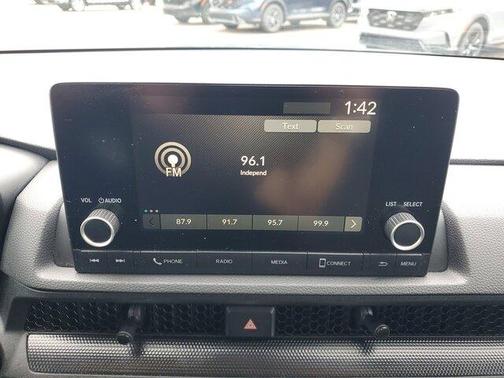 1:42
Text Scan
FM
96.1
Independ
VOL AUDIO
LIST SELECT
87.9 91.7 95.7 99.9
PHONE RADIO MEDIA CONNECT MENU